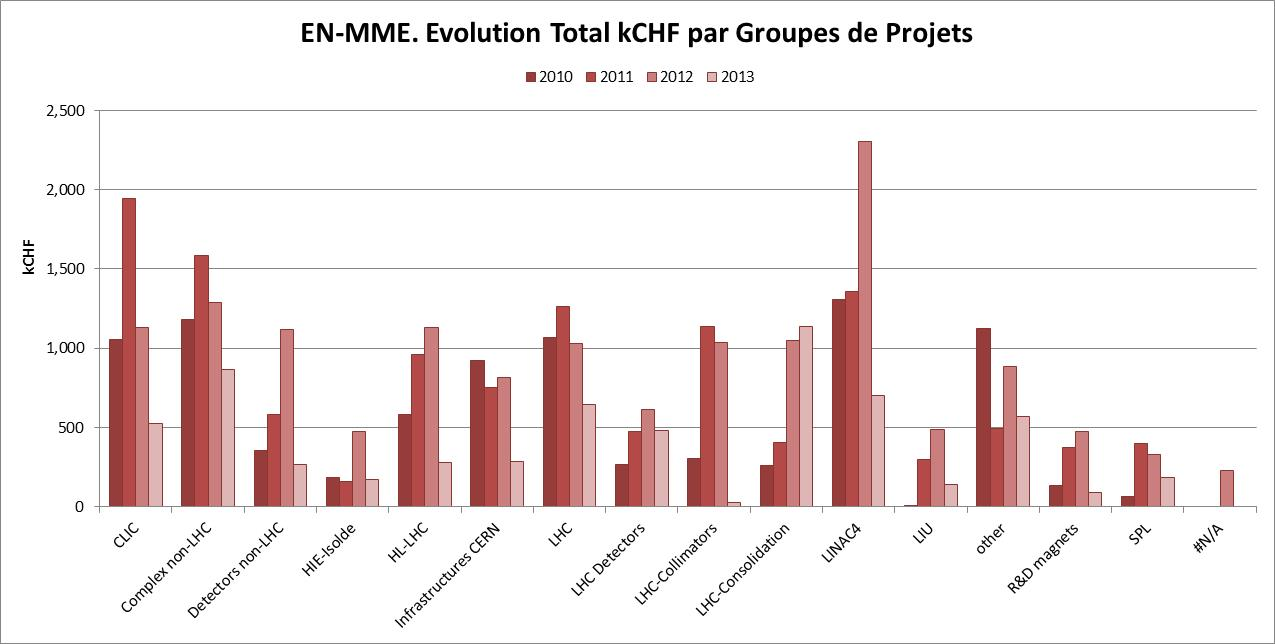 EN-MME. Evolution Total kCHF par Groupes de Projets
2010 2011 2012 2013
2,500
2,000
1,500
1,000
500
0
kCHF
CLIC
Complex non-LHC
Detectors non-LHC
HIE-Isolde
HL-LHC
Infrastructures CERN
LHC
LHC Detectors
LHC-Collimators
LHC-Consolidation
LINAC4
LIU
other
R&D magnets
SPL
#N/A